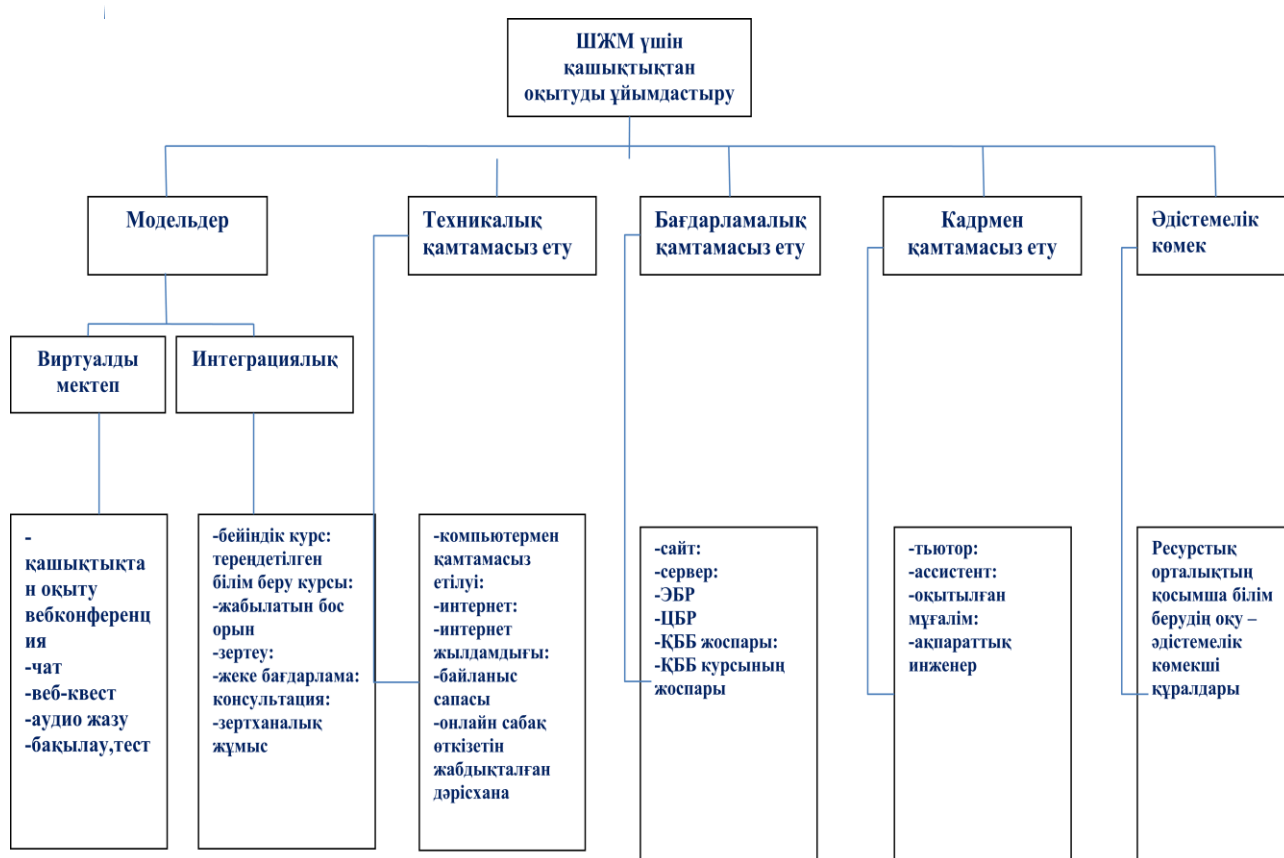 ШЖМ үшін
қашықтықтан
оқытуды ұйымдастыру
Модельдер
Техникалық
қамтамасыз ету
Бағдарламалық
қамтамасыз ету
Кадрмен
қамтамасыз ету
Әдістемелік
көмек
Виртуалды
мектеп
Интеграциялық
-
қашықтықта
н оқыту
вебконференц
ия
-чат
-веб-квест
-аудио жазу
-бақылау,тест
-бейіндік курс:
тереңдетілген
білім беру курсы:
-жабылатын бос
орын
-зертеу:
-жеке бағдарлама:
консультация:
-зертханалық
жұмыс
-компьютермен
қамтамасыз
етілуі:
-интернет:
-интернет
жылдамдығы:
-байланыс
сапасы
-онлайн сабақ
өткізетін
жабдықталған
дәрісхана
-сайт:
-сервер:
-ЭБР
-ЦБР
-ҚББ жоспары:
-ҚББ курсының
жоспары
-тьютор:
-ассистент:
-оқытылған
мұғалім:
-ақпараттық
инженер
Ресурстық
орталықтың
қосымша білім
берудің оқу –
әдістемелік
көмекші
құралдары